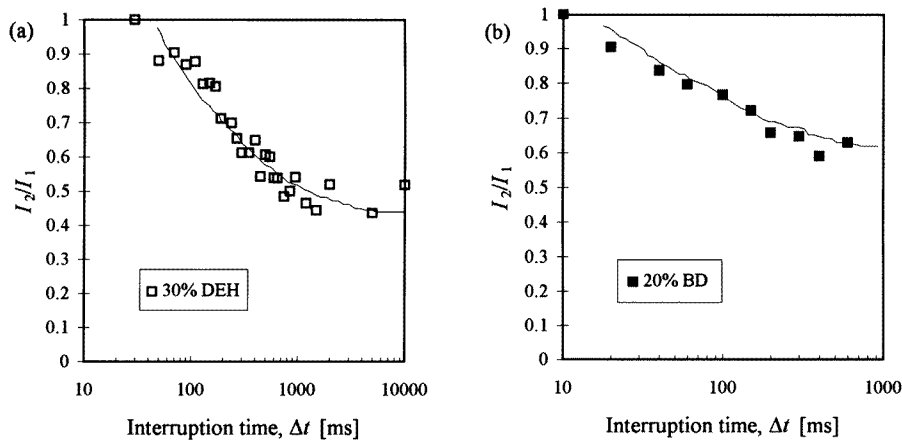 (a)
I₂/I₁
1
0.9
0.8
0.7
0.6
0.5
0.4
0.3
0.2
0.1
0
30% DEH
10 100 1000 10000
Interruption time, Δt [ms]
(b)
I₂/I₁
1
0.9
0.8
0.7
0.6
0.5
0.4
0.3
0.2
0.1
0
20% BD
10 100 1000
Interruption time, Δt [ms]